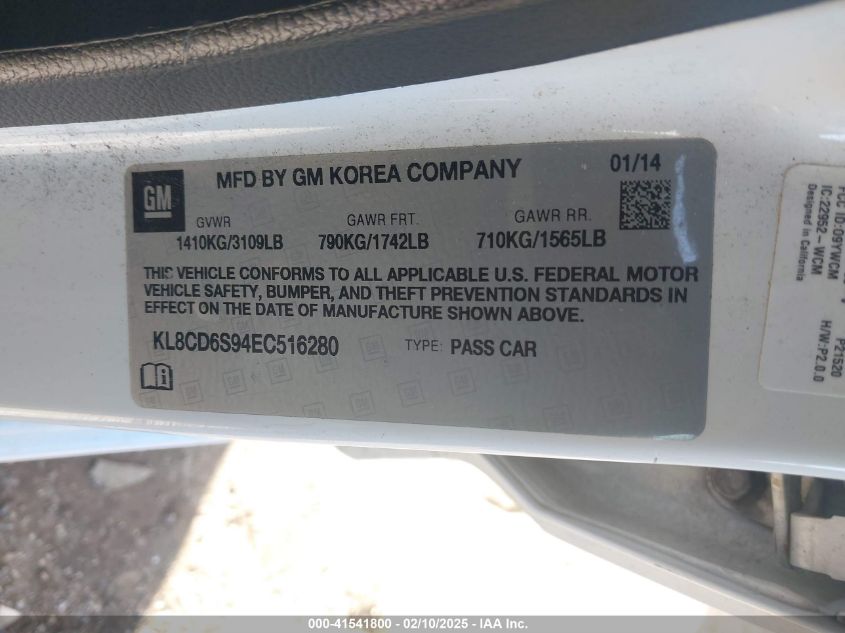 GM
MFD BY GM KOREA COMPANY
01/14
GVWR
GAWR FRT.
GAWR RR.
1410KG/3109LB
790KG/1742LB
710KG/1565LB
THIS VEHICLE CONFORMS TO ALL APPLICABLE U.S. FEDERAL MOTOR
VEHICLE SAFETY, BUMPER, AND THEFT PREVENTION STANDARDS IN
EFFECT ON THE DATE OF MANUFACTURE SHOWN ABOVE.
KL8CD6S94EC516280
TYPE: PASS CAR
FCC ID:O9YWCM
IC:22952-WCM
Designed in California
P21520
H/W:P2.0.0
000-41541800 — 02/10/2025 — IAA Inc.